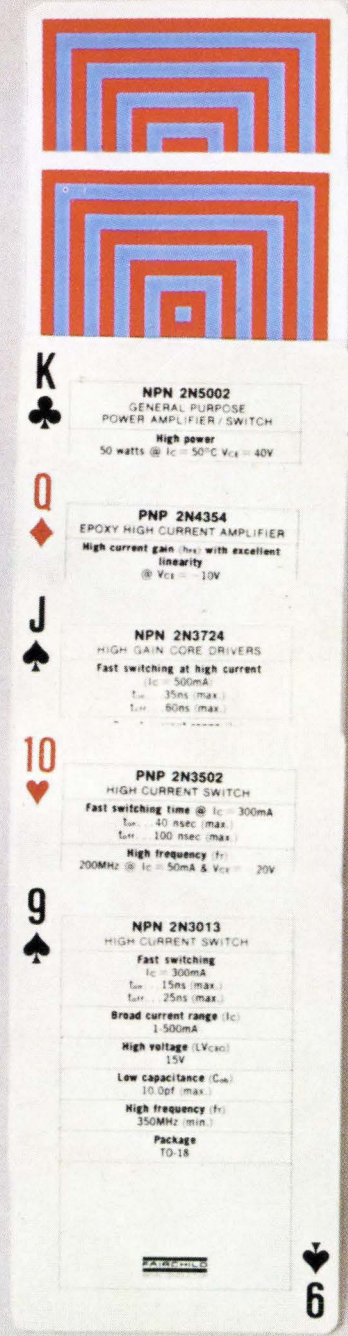 K
NPN 2N5002
GENERAL PURPOSE
POWER AMPLIFIER/SWITCH
High power
50 watts @ Ic = 50°C VCE = 40V
Q
PNP 2N4354
EPOXY HIGH CURRENT AMPLIFIER
High current gain (hFE) with excellent
linearity
@ VCE = -10V
J
NPN 2N3724
HIGH GAIN CORE DRIVERS
Fast switching at high current
(Ic = 500mA)
ton...35ns (max.)
toff...60ns (max.)
10
PNP 2N3502
HIGH CURRENT SWITCH
Fast switching time @ Ic = 300mA
ton...40 nsec (max.)
toff...100 nsec (max.)
High frequency (fT)
200MHz @ Ic = 50mA & VCE = 20V
9
NPN 2N3013
HIGH CURRENT SWITCH
Fast switching
Ic = 300mA
ton...15ns (max.)
toff...25ns (max.)
Broad current range (Ic)
1-500mA
High voltage (LVCEO)
15V
Low capacitance (Cob)
10.0pf (max.)
High frequency (fT)
350MHz (min.)
Package
TO-18
FAIRCHILD
9